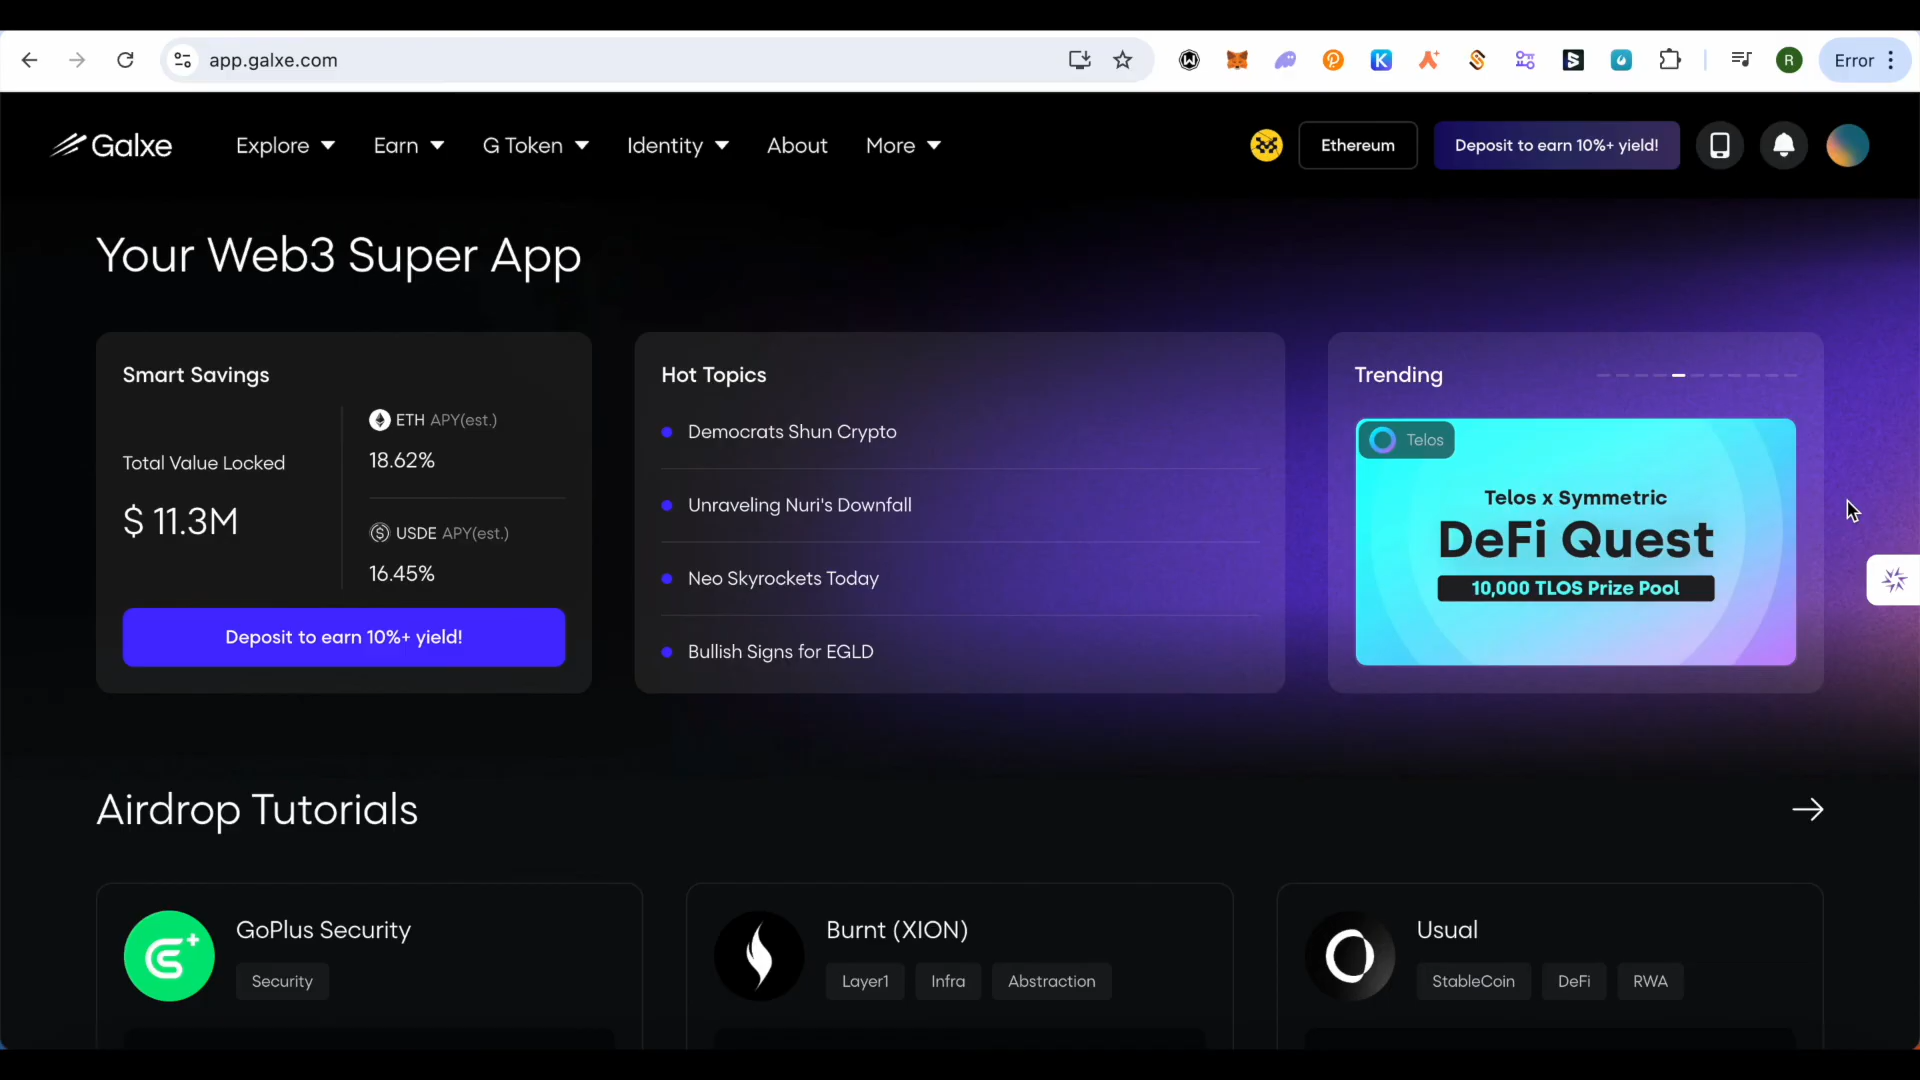 app.galxe.com
R
Error
Galxe
Explore
Earn
G Token
Identity
About
More
Ethereum
Deposit to earn 10%+ yield!
Your Web3 Super App
Smart Savings
Total Value Locked
$ 11.3M
ETH APY(est.)
18.62%
USDE APY(est.)
16.45%
Deposit to earn 10%+ yield!
Hot Topics
Democrats Shun Crypto
Unraveling Nuri's Downfall
Neo Skyrockets Today
Bullish Signs for EGLD
Trending
Telos
Telos x Symmetric
DeFi Quest
10,000 TLOS Prize Pool
Airdrop Tutorials
GoPlus Security
Security
Burnt (XION)
Layer1
Infra
Abstraction
Usual
StableCoin
DeFi
RWA